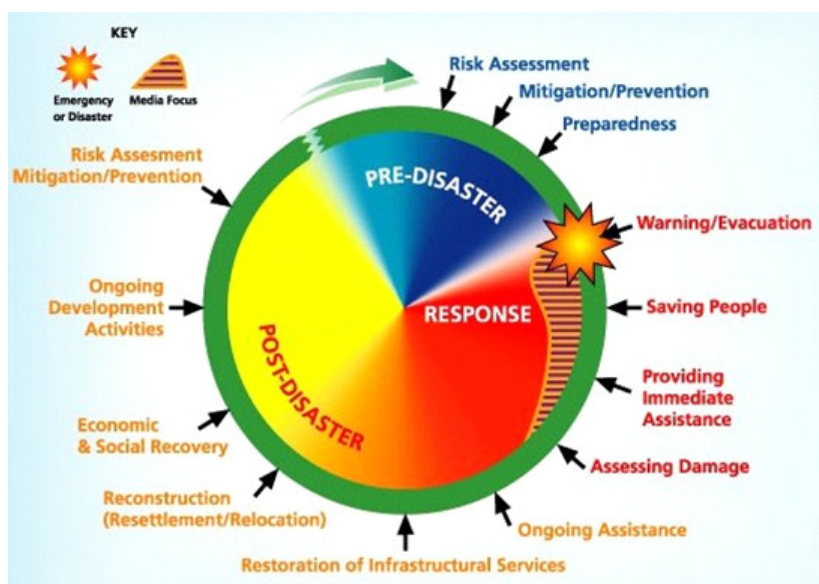 KEY
Emergency
or Disaster
Media Focus
Risk Assessment
Mitigation/Prevention
Preparedness
Warning/Evacuation
Saving People
Providing
Immediate
Assistance
Assessing Damage
Ongoing Assistance
Restoration of Infrastructural Services
Reconstruction
(Resettlement/Relocation)
Economic
& Social Recovery
Ongoing
Development
Activities
Risk Assesment
Mitigation/Prevention
PRE-DISASTER
RESPONSE
POST-DISASTER